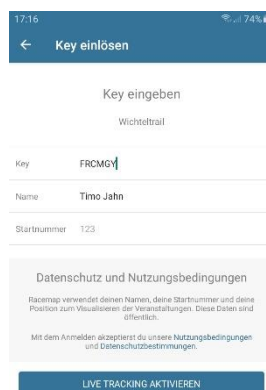 17:16 74%
Key einlösen
Key eingeben
Wichteltrail
Key FRCMGY
Name Timo Jahn
Startnummer 123
Datenschutz und Nutzungsbedingungen
Racemap verwendet deinen Namen, deine Startnummer und deine
Position zum Visualisieren der Veranstaltungen. Diese Daten sind
öffentlich.
Mit dem Anmelden akzeptierst du unsere Nutzungsbedingungen
und Datenschutzbestimmungen.
LIVE TRACKING AKTIVIEREN